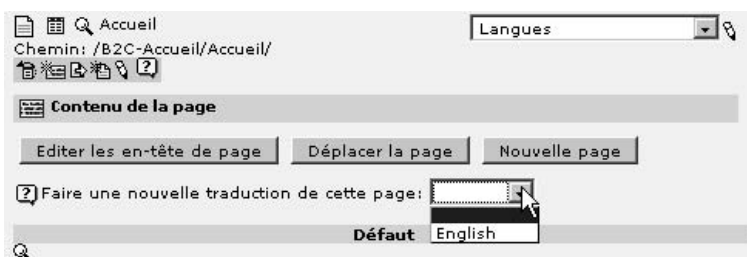 Accueil
Langues
Chemin: /B2C-Accueil/Accueil/
Contenu de la page
Editer les en-tête de page
Déplacer la page
Nouvelle page
Faire une nouvelle traduction de cette page:
Défaut
English